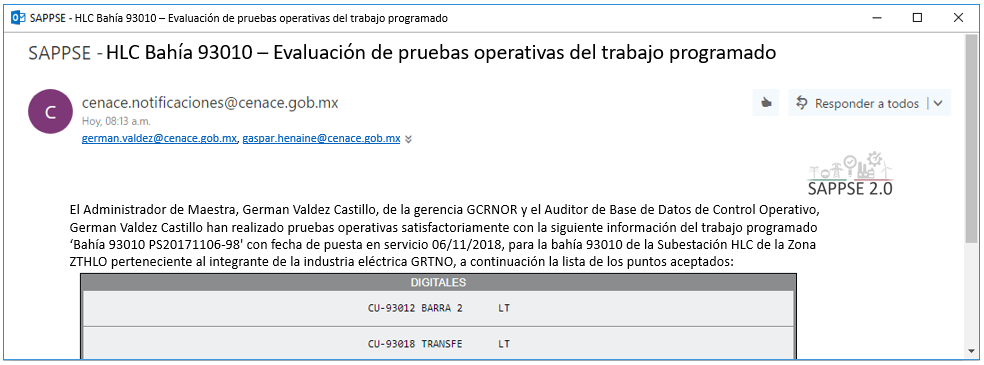 SAPPSE - HLC Bahía 93010 – Evaluación de pruebas operativas del trabajo programado
SAPPSE - HLC Bahía 93010 – Evaluación de pruebas operativas del trabajo programado
C
cenace.notificaciones@cenace.gob.mx
Responder a todos
Hoy, 08:13 a.m.
german.valdez@cenace.gob.mx, gaspar.henaine@cenace.gob.mx
SAPPSE 2.0
El Administrador de Maestra, German Valdez Castillo, de la gerencia GCRNOR y el Auditor de Base de Datos de Control Operativo,
German Valdez Castillo han realizado pruebas operativas satisfactoriamente con la siguiente información del trabajo programado
‘Bahía 93010 PS20171106-98' con fecha de puesta en servicio 06/11/2018, para la bahía 93010 de la Subestación HLC de la Zona
ZTHLO perteneciente al integrante de la industria eléctrica GRTNO, a continuación la lista de los puntos aceptados:
DIGITALES
CU-93012 BARRA 2 LT
CU-93018 TRANSFE LT